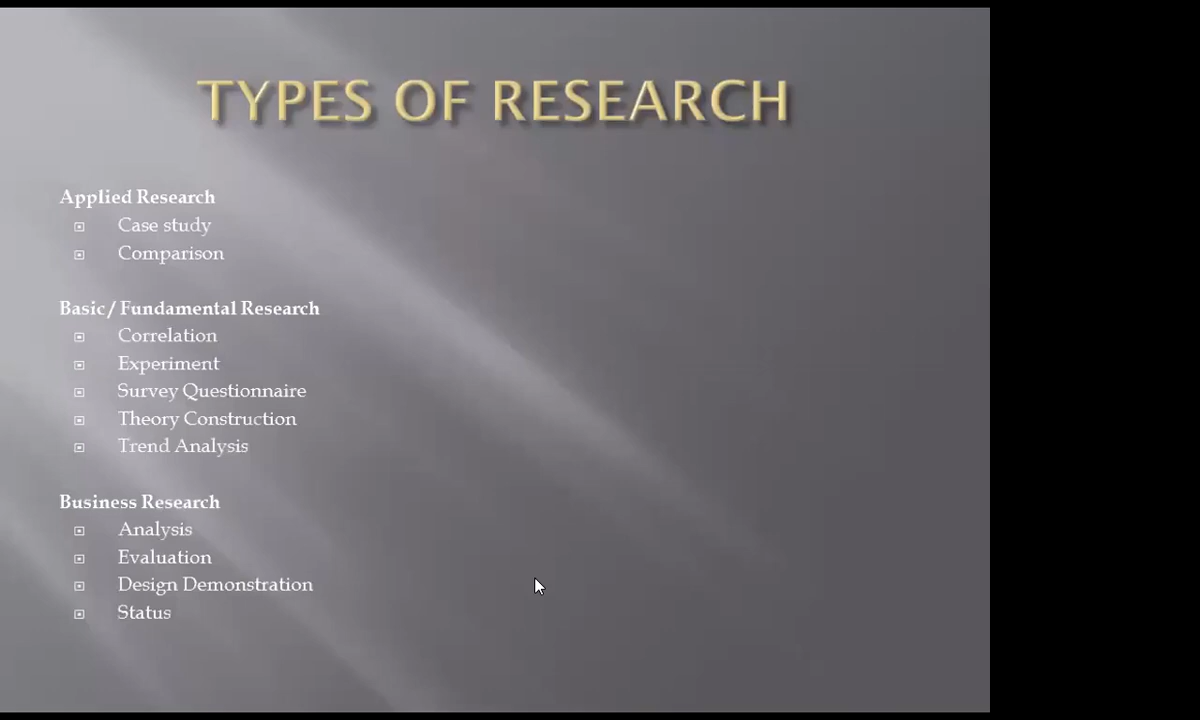 TYPES OF RESEARCH
Applied Research
Case study
Comparison
Basic / Fundamental Research
Correlation
Experiment
Survey Questionnaire
Theory Construction
Trend Analysis
Business Research
Analysis
Evaluation
Design Demonstration
Status